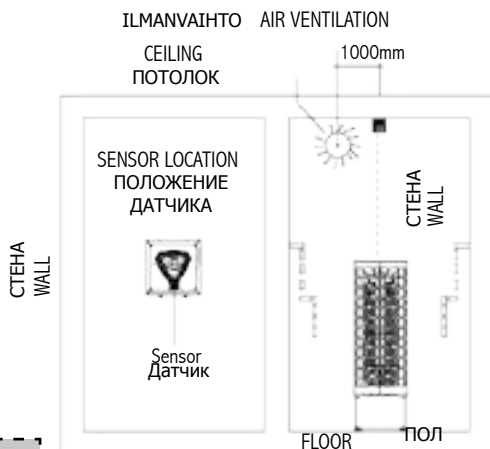 ILMANVAIHTO AIR VENTILATION
CEILING
ПОТОЛОК
1000mm
SENSOR LOCATION
ПОЛОЖЕНИЕ
ДАТЧИКА
СТЕНА
WALL
СТЕНА
WALL
Sensor
Датчик
FLOOR ПОЛ